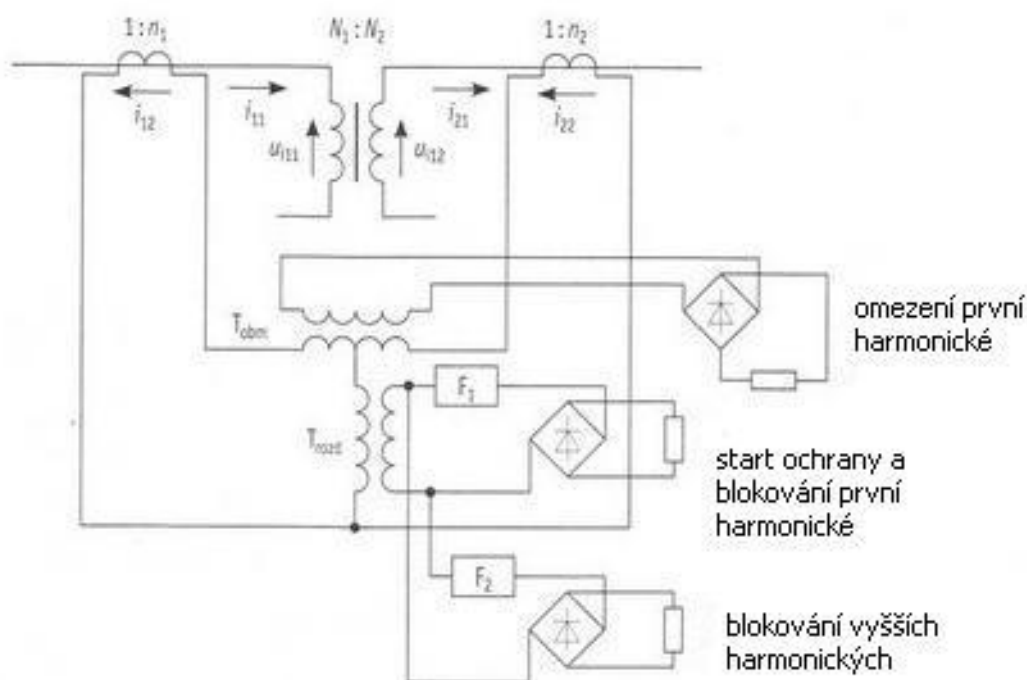 1:n₁
N₁:N₂
1:n₂
i₁₂
i₁₁
i₂₁
i₂₂
uᵢ₁₁
uᵢ₁₂
omezení první
harmonické
Tobm
F₁
Trozd
start ochrany a
blokování první
harmonické
F₂
blokování vyšších
harmonických